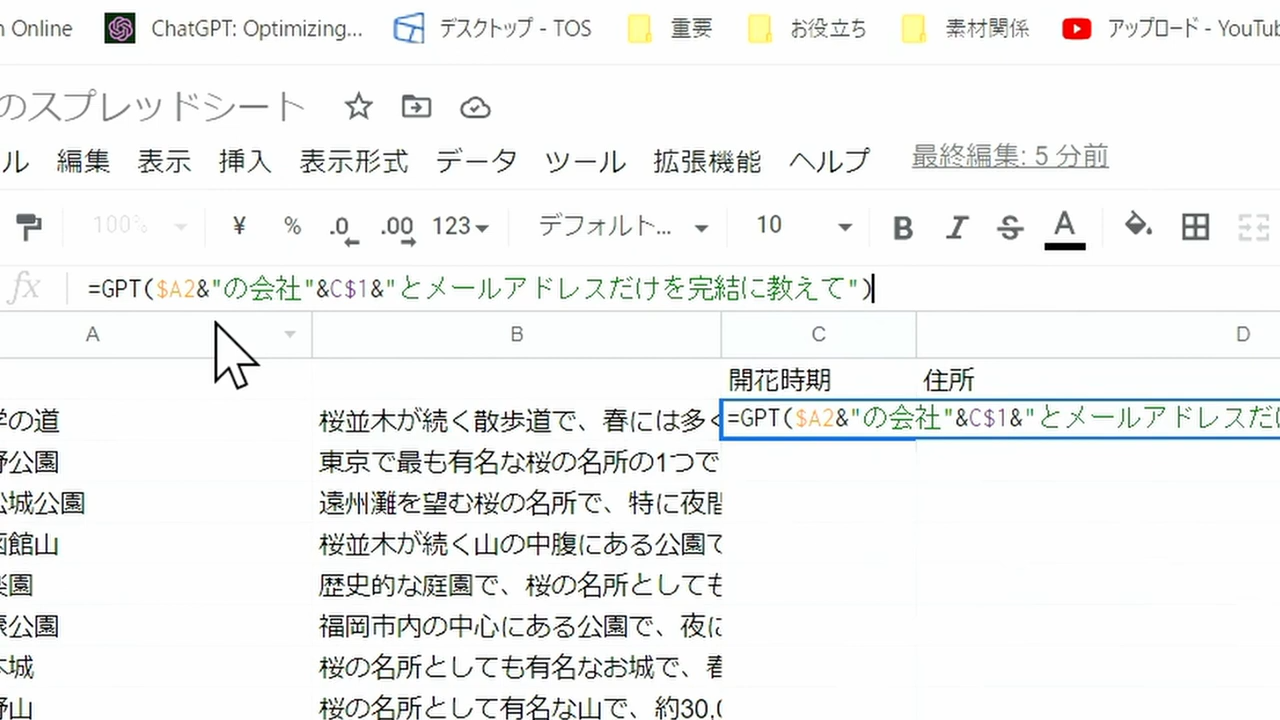 n Online ChatGPT: Optimizing... デスクトップ - TOS 重要 お役立ち 素材関係 アップロード - YouTub
のスプレッドシート
ル 編集 表示 挿入 表示形式 データ ツール 拡張機能 ヘルプ 最終編集: 5 分前
100% ¥ % .0 .00 123 デフォルト... 10 B I S A
fx =GPT($A2&"の会社"&C$1&"とメールアドレスだけを完結に教えて")
A B C D
開花時期 住所
学の道 桜並木が続く散歩道で、春には多く =GPT($A2&"の会社"&C$1&"とメールアドレスだけ
野公園 東京で最も有名な桜の名所の1つで
松城公園 遠州灘を望む桜の名所で、特に夜間
函館山 桜並木が続く山の中腹にある公園で
楽園 歴史的な庭園で、桜の名所としても
濠公園 福岡市内の中心にある公園で、夜に
本城 桜の名所としても有名なお城で、春
野山 桜の名所として有名な山で、約30,0